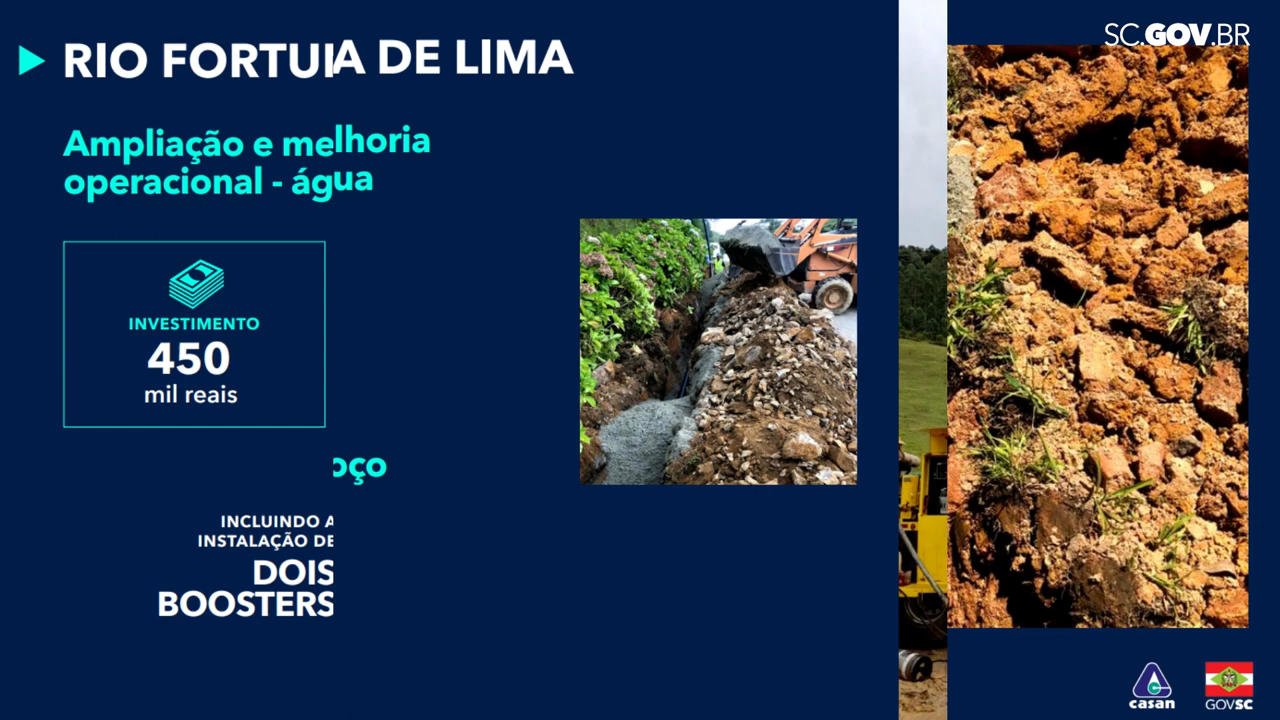 SC.GOV.BR
RIO FORTUIA DE LIMA
Ampliação e melhoria
operacional - água
INVESTIMENTO
450
mil reais
oço
INCLUINDO A
INSTALAÇÃO DE
DOIS
BOOSTERS
casan
GOVSC